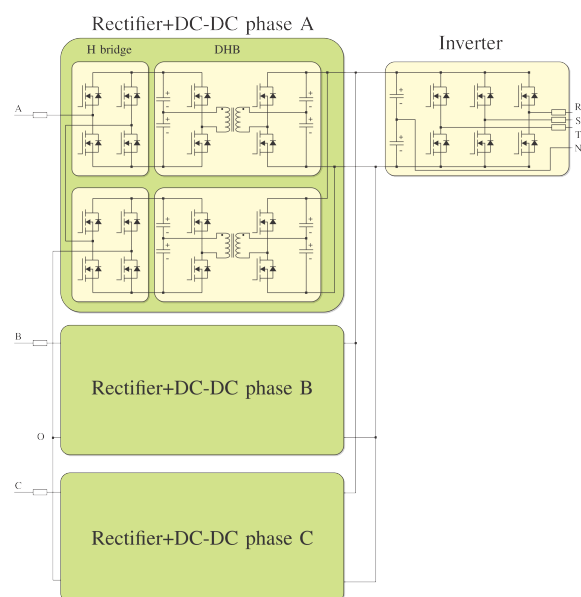 Rectifier+DC-DC phase A
Inverter
H bridge
DHB
A
R
S
T
N
+
-
+
-
+
-
+
-
+
-
+
-
+
-
+
-
+
-
+
-
B
Rectifier+DC-DC phase B
O
C
Rectifier+DC-DC phase C